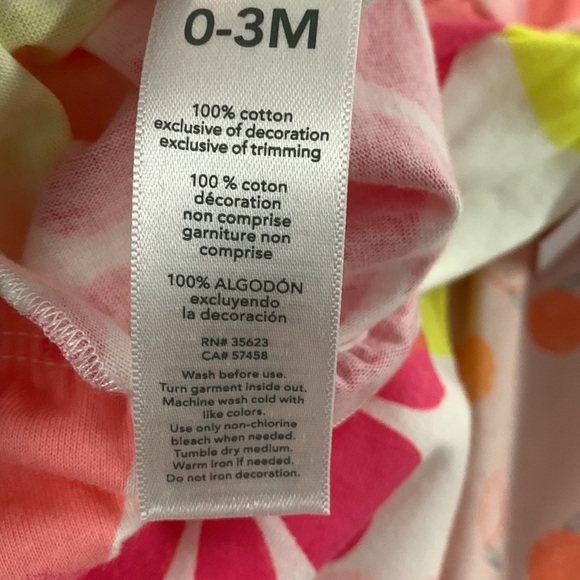 0-3M
100% cotton
exclusive of decoration
exclusive of trimming
100 % coton
décoration
non comprise
garniture non
comprise
100% ALGODÓN
excluyendo
la decoración
RN# 35623
CA# 57458
Wash before use.
Turn garment inside out.
Machine wash cold with
like colors.
Use only non-chlorine
bleach when needed.
Tumble dry medium.
Warm iron if needed.
Do not iron decoration.